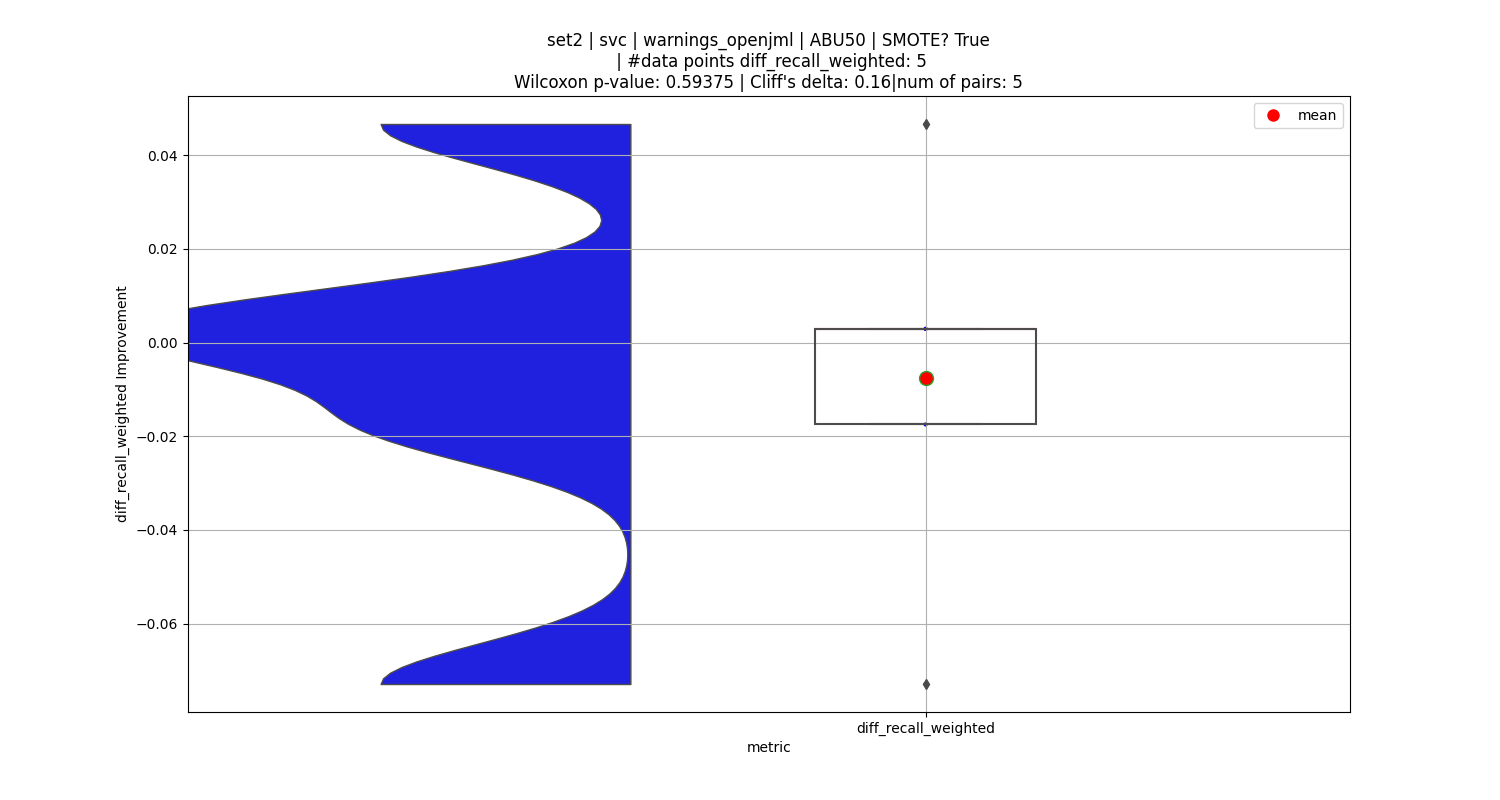 set2 | svc | warnings_openjml | ABU50 | SMOTE? True
| #data points diff_recall_weighted: 5
Wilcoxon p-value: 0.59375 | Cliff's delta: 0.16|num of pairs: 5
mean
0.04
0.02
0.00
−0.02
−0.04
−0.06
diff_recall_weighted Improvement
diff_recall_weighted
metric